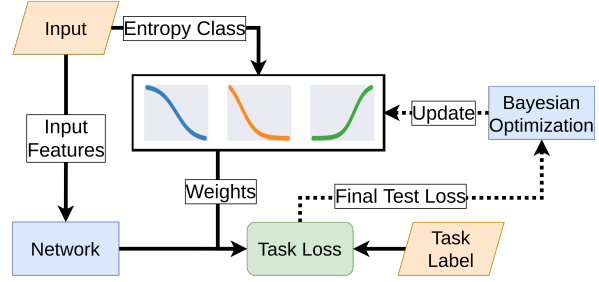 Input
Entropy Class
Input
Features
Update
Bayesian
Optimization
Weights
Final Test Loss
Network
Task Loss
Task
Label